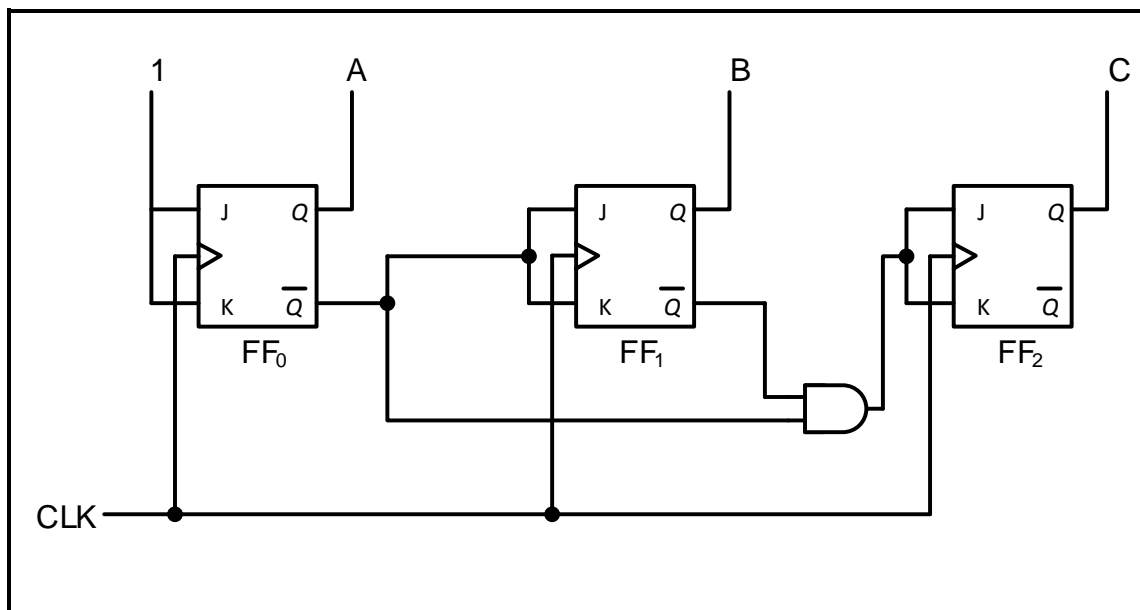 1 A B C
J Q J Q J Q
K Q̅ K Q̅ K Q̅
FF₀ FF₁ FF₂
CLK